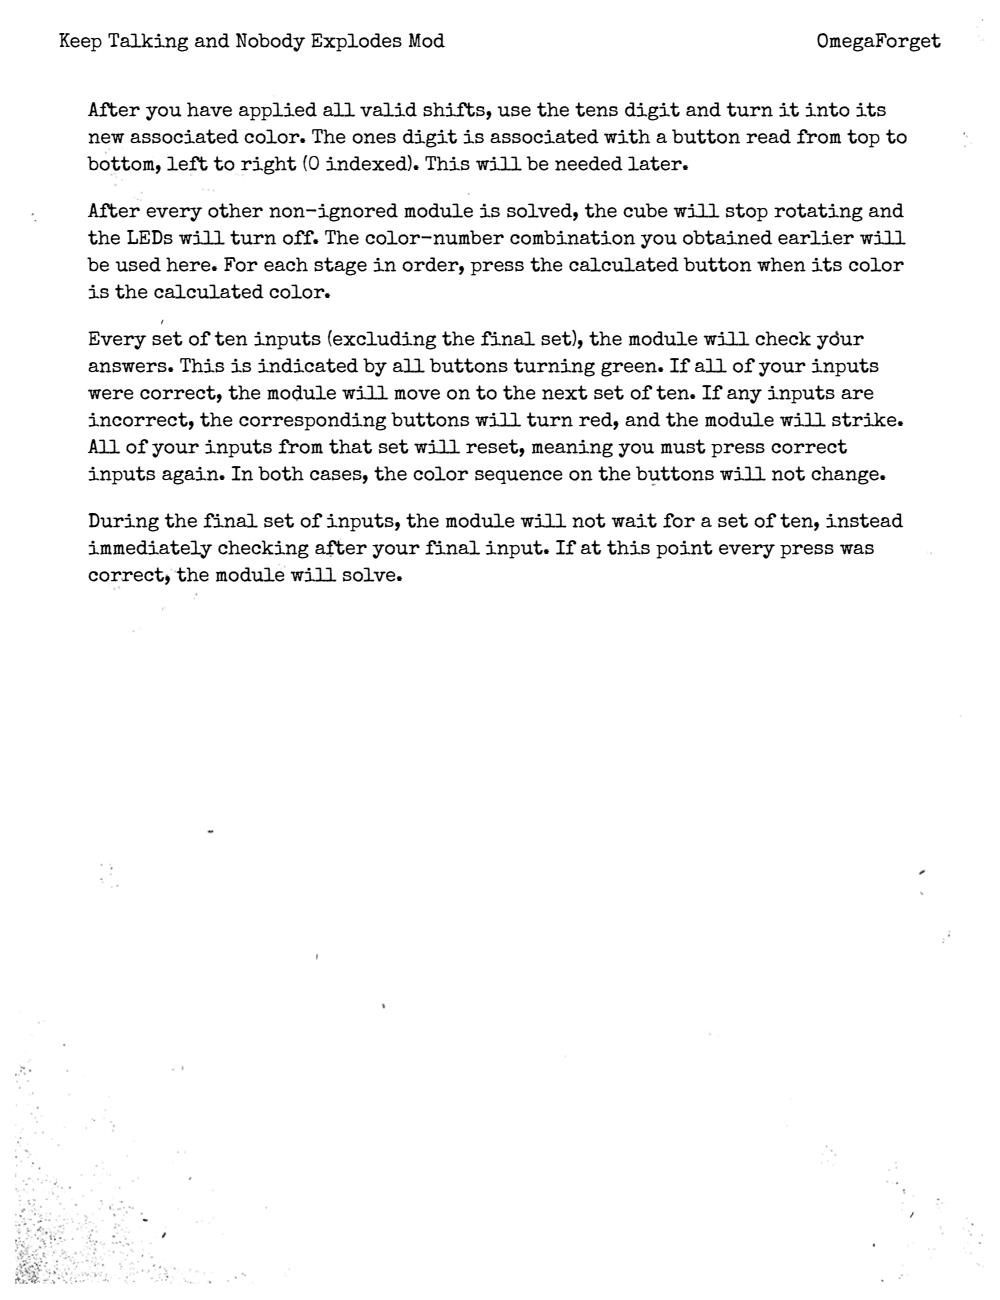 Keep Talking and Nobody Explodes Mod
OmegaForget
After you have applied all valid shifts, use the tens digit and turn it into its
new associated color. The ones digit is associated with a button read from top to
bottom, left to right (0 indexed). This will be needed later.
After every other non-ignored module is solved, the cube will stop rotating and
the LEDs will turn off. The color-number combination you obtained earlier will
be used here. For each stage in order, press the calculated button when its color
is the calculated color.
Every set of ten inputs (excluding the final set), the module will check your
answers. This is indicated by all buttons turning green. If all of your inputs
were correct, the module will move on to the next set of ten. If any inputs are
incorrect, the corresponding buttons will turn red, and the module will strike.
All of your inputs from that set will reset, meaning you must press correct
inputs again. In both cases, the color sequence on the buttons will not change.
During the final set of inputs, the module will not wait for a set of ten, instead
immediately checking after your final input. If at this point every press was
correct, the module will solve.